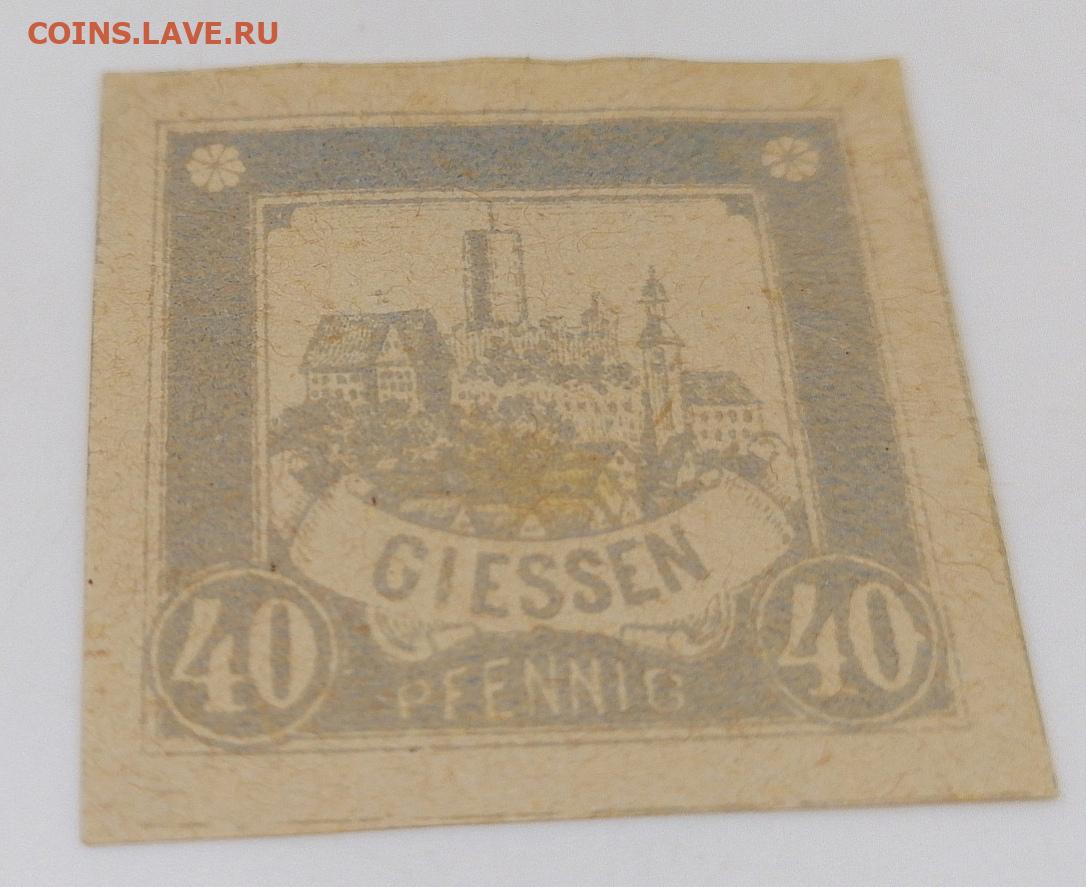 COINS.LAVE.RU
GIESSEN
40 40
PFENNIG